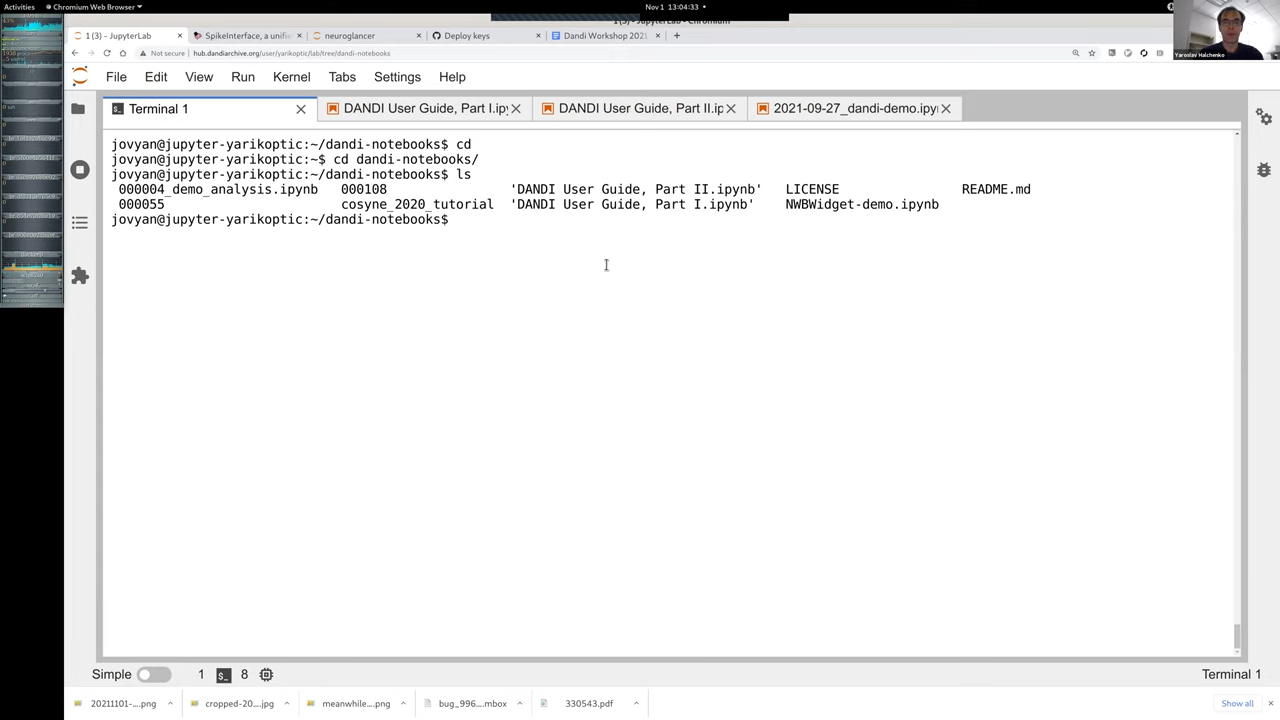 Activities
Chromium Web Browser
Nov 1 13:04:33
1 (3) - JupyterLab
SpikeInterface, a unifi
neuroglancer
Deploy keys
Dandi Workshop 2021
Not secure
hub.dandiarchive.org/user/yarikoptic/lab/tree/dandi-notebooks
Yaroslav Halchenko
File Edit View Run Kernel Tabs Settings Help
Terminal 1
DANDI User Guide, Part I.ipy
DANDI User Guide, Part II.ip
2021-09-27_dandi-demo.ipy
jovyan@jupyter-yarikoptic:~/dandi-notebooks$ cd
jovyan@jupyter-yarikoptic:~$ cd dandi-notebooks/
jovyan@jupyter-yarikoptic:~/dandi-notebooks$ ls
000004_demo_analysis.ipynb 000108 'DANDI User Guide, Part II.ipynb' LICENSE README.md
000055 cosyne_2020_tutorial 'DANDI User Guide, Part I.ipynb' NWBWidget-demo.ipynb
jovyan@jupyter-yarikoptic:~/dandi-notebooks$
Simple 1 8 Terminal 1
20211101-....png
cropped-20....jpg
meanwhile....png
bug_996....mbox
330543.pdf
Show all